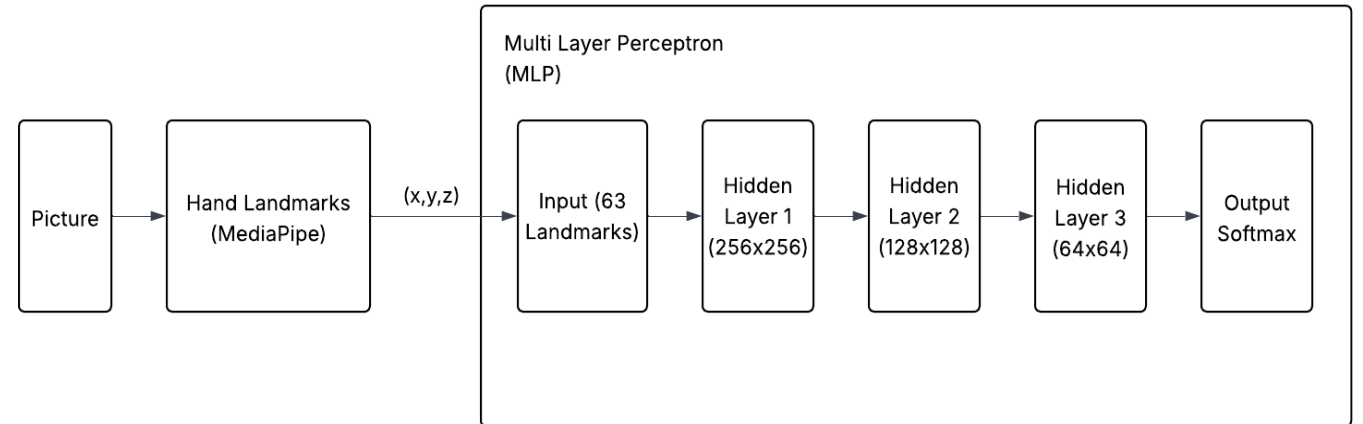 Multi Layer Perceptron
(MLP)
Picture
Hand Landmarks
(MediaPipe)
(x,y,z)
Input (63
Landmarks)
Hidden
Layer 1
(256x256)
Hidden
Layer 2
(128x128)
Hidden
Layer 3
(64x64)
Output
Softmax